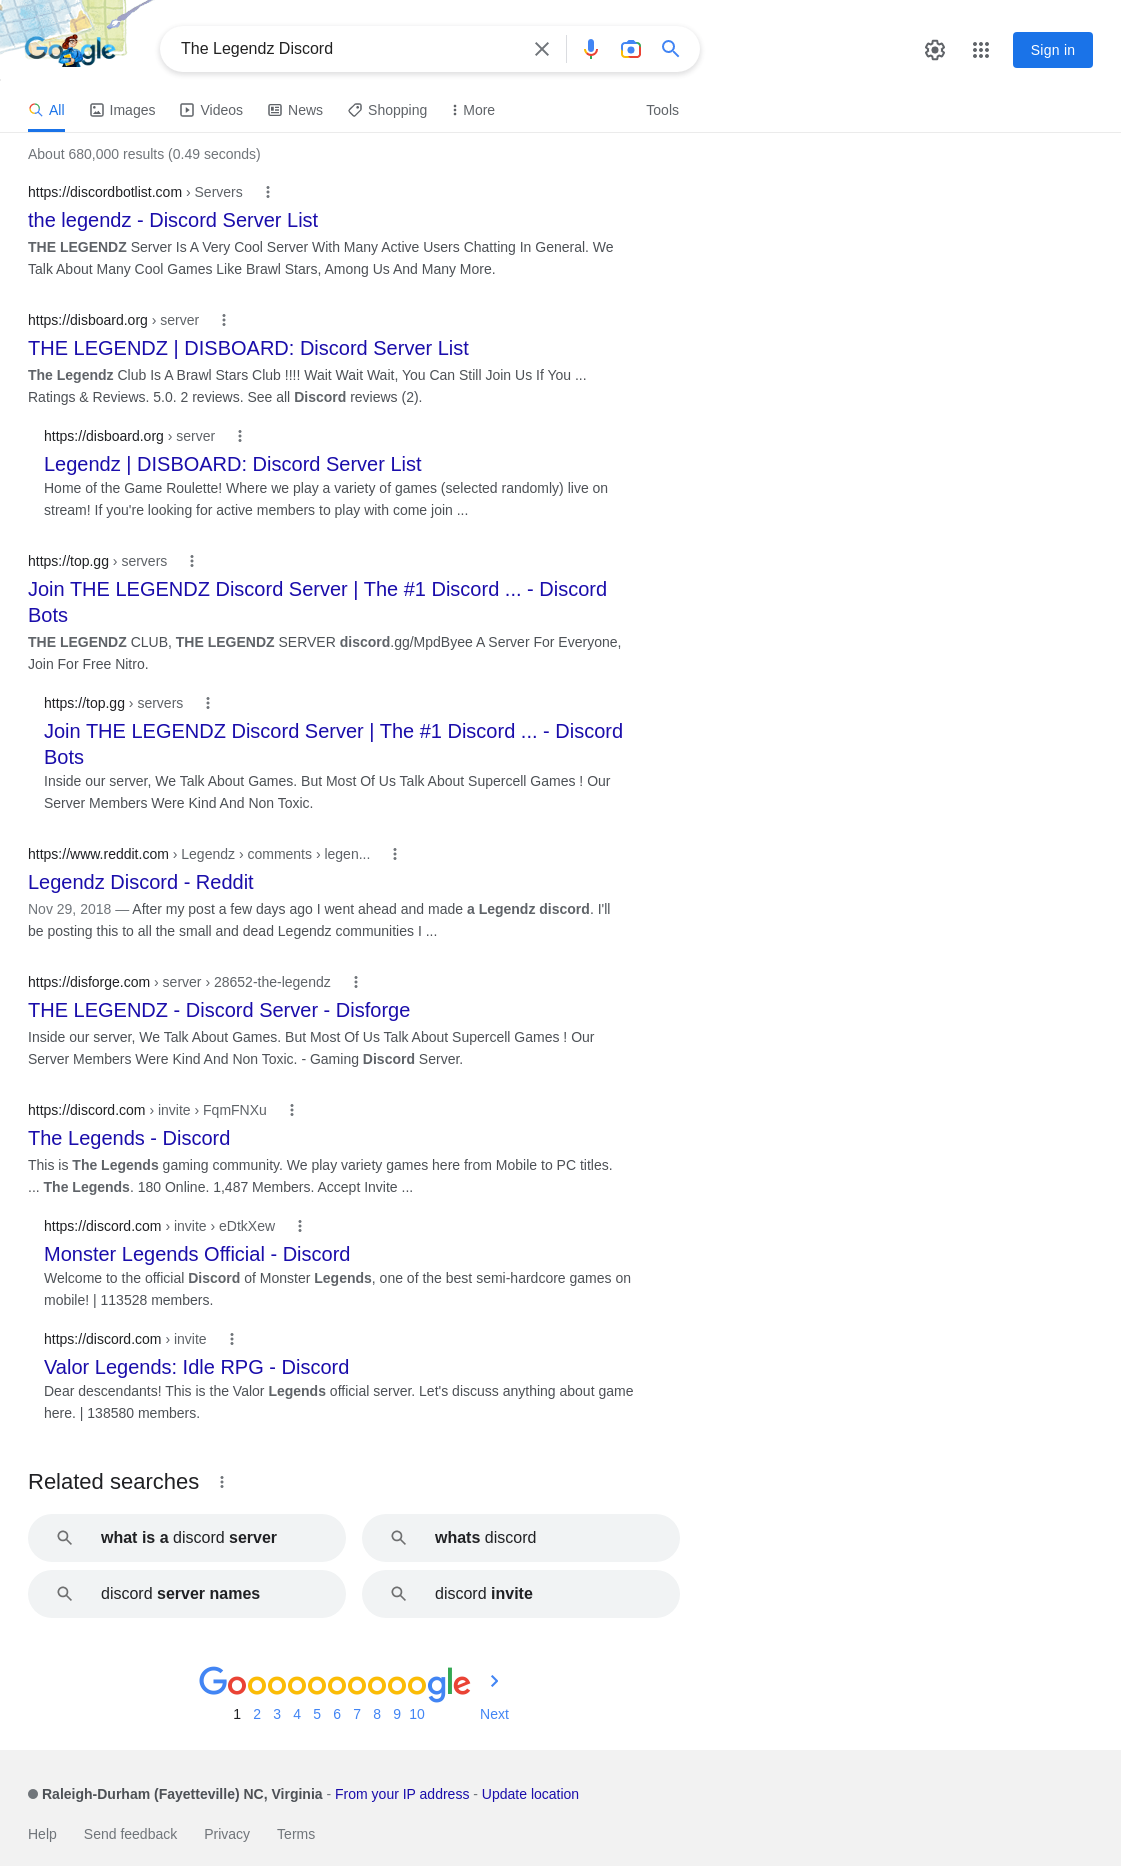 Google
The Legendz Discord
Sign in
All Images Videos News Shopping More Tools
About 680,000 results (0.49 seconds)
https://discordbotlist.com › Servers
the legendz - Discord Server List
THE LEGENDZ Server Is A Very Cool Server With Many Active Users Chatting In General. We
Talk About Many Cool Games Like Brawl Stars, Among Us And Many More.
https://disboard.org › server
THE LEGENDZ | DISBOARD: Discord Server List
The Legendz Club Is A Brawl Stars Club !!!! Wait Wait Wait, You Can Still Join Us If You ...
Ratings & Reviews. 5.0. 2 reviews. See all Discord reviews (2).
https://disboard.org › server
Legendz | DISBOARD: Discord Server List
Home of the Game Roulette! Where we play a variety of games (selected randomly) live on
stream! If you're looking for active members to play with come join ...
https://top.gg › servers
Join THE LEGENDZ Discord Server | The #1 Discord ... - Discord
Bots
THE LEGENDZ CLUB, THE LEGENDZ SERVER discord.gg/MpdByee A Server For Everyone,
Join For Free Nitro.
https://top.gg › servers
Join THE LEGENDZ Discord Server | The #1 Discord ... - Discord
Bots
Inside our server, We Talk About Games. But Most Of Us Talk About Supercell Games ! Our
Server Members Were Kind And Non Toxic.
https://www.reddit.com › Legendz › comments › legen...
Legendz Discord - Reddit
Nov 29, 2018 — After my post a few days ago I went ahead and made a Legendz discord. I'll
be posting this to all the small and dead Legendz communities I ...
https://disforge.com › server › 28652-the-legendz
THE LEGENDZ - Discord Server - Disforge
Inside our server, We Talk About Games. But Most Of Us Talk About Supercell Games ! Our
Server Members Were Kind And Non Toxic. - Gaming Discord Server.
https://discord.com › invite › FqmFNXu
The Legends - Discord
This is The Legends gaming community. We play variety games here from Mobile to PC titles.
... The Legends. 180 Online. 1,487 Members. Accept Invite ...
https://discord.com › invite › eDtkXew
Monster Legends Official - Discord
Welcome to the official Discord of Monster Legends, one of the best semi-hardcore games on
mobile! | 113528 members.
https://discord.com › invite
Valor Legends: Idle RPG - Discord
Dear descendants! This is the Valor Legends official server. Let's discuss anything about game
here. | 138580 members.
Related searches
what is a discord server
whats discord
discord server names
discord invite
Goooooooooogle
1 2 3 4 5 6 7 8 9 10 Next
Raleigh-Durham (Fayetteville) NC, Virginia - From your IP address - Update location
Help Send feedback Privacy Terms